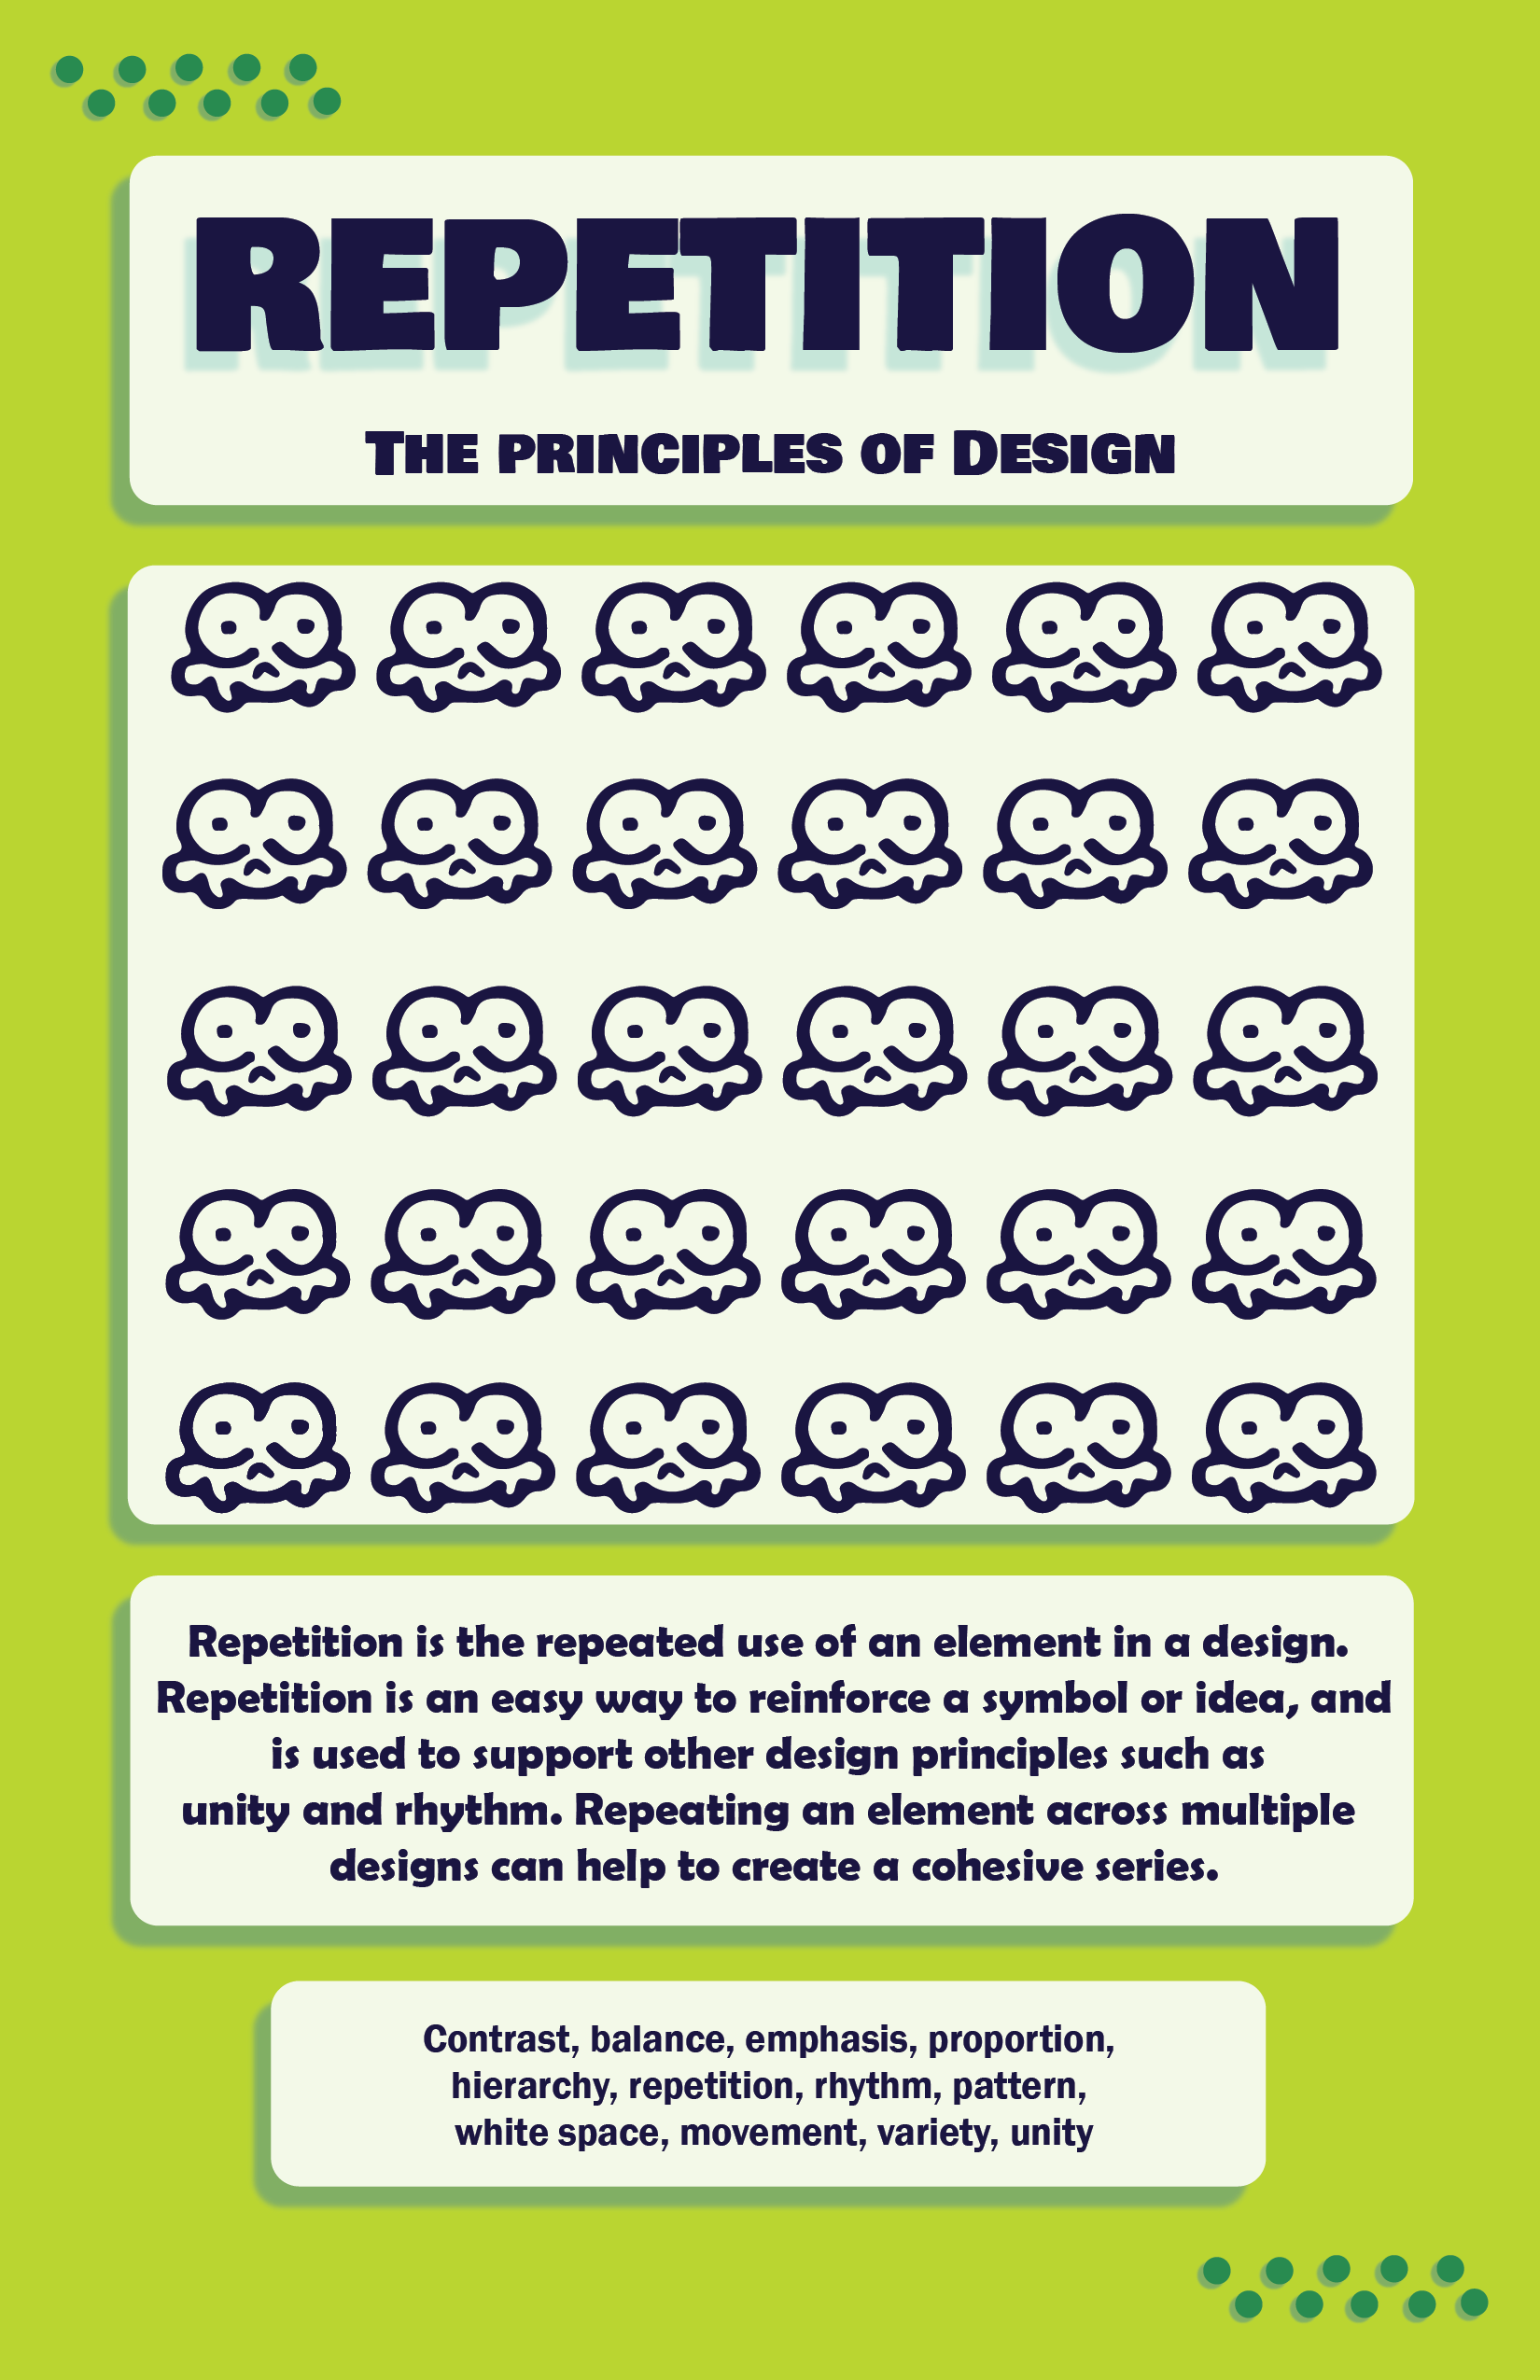 REPETITION
THE PRINCIPLES OF DESIGN
Repetition is the repeated use of an element in a design.
Repetition is an easy way to reinforce a symbol or idea, and
is used to support other design principles such as
unity and rhythm. Repeating an element across multiple
designs can help to create a cohesive series.
Contrast, balance, emphasis, proportion,
hierarchy, repetition, rhythm, pattern,
white space, movement, variety, unity